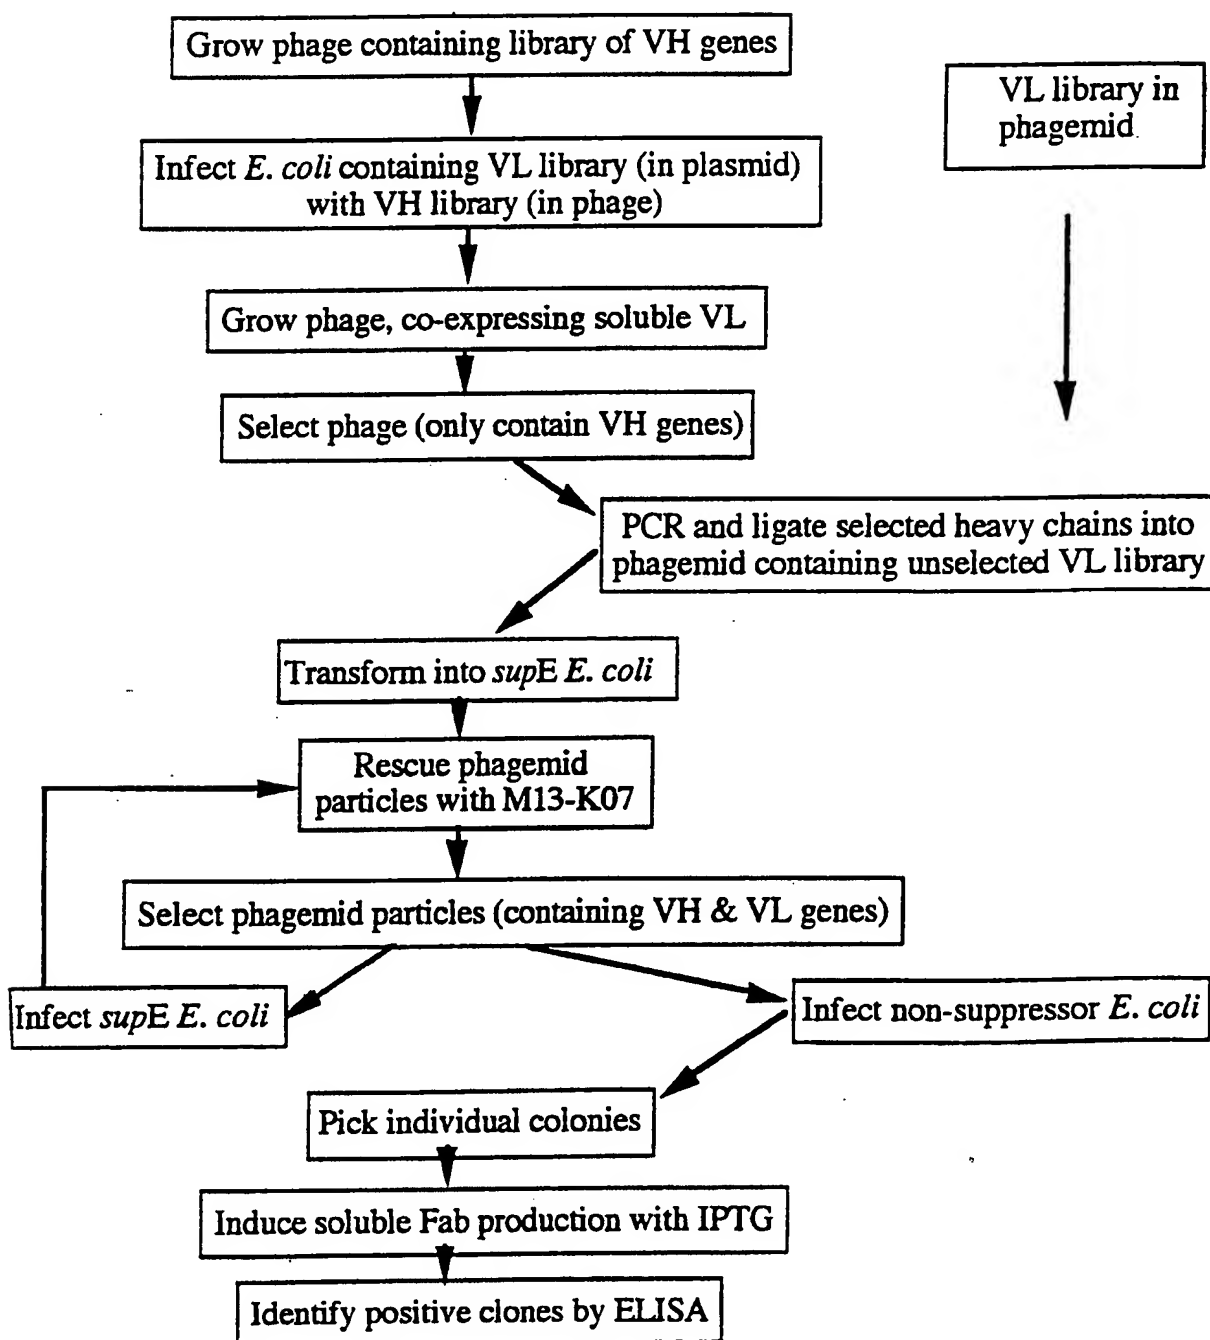 Grow phage containing library of VH genes
VL library in
phagemid
Infect E. coli containing VL library (in plasmid)
with VH library (in phage)
Grow phage, co-expressing soluble VL
Select phage (only contain VH genes)
PCR and ligate selected heavy chains into
phagemid containing unselected VL library
Transform into supE E. coli
Rescue phagemid
particles with M13-K07
Select phagemid particles (containing VH & VL genes)
Infect supE E. coli
Infect non-suppressor E. coli
Pick individual colonies
Induce soluble Fab production with IPTG
Identify positive clones by ELISA